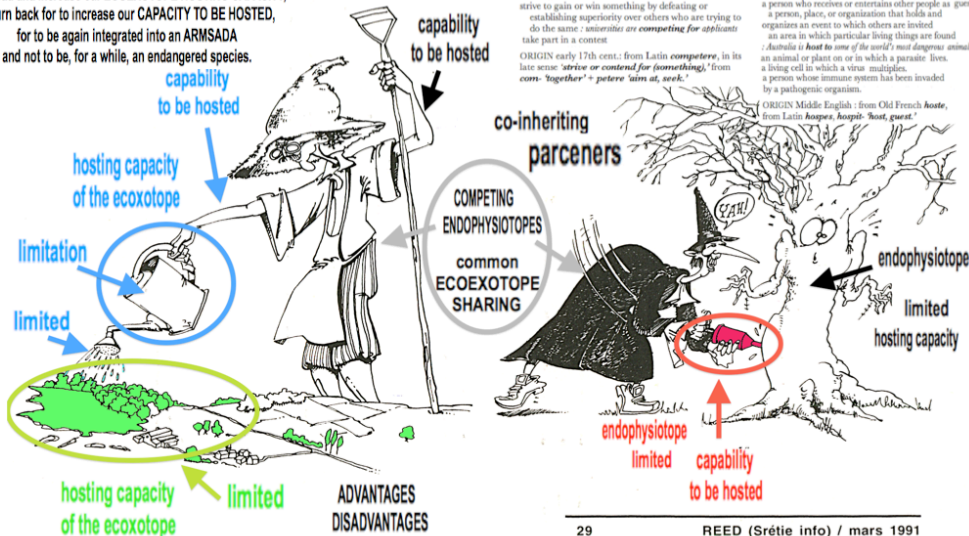 rn back for to increase our CAPACITY TO BE HOSTED,
for to be again integrated into an ARMSADA
and not to be, for a while, an endangered species.
capability
to be hosted
hosting capacity
of the ecoxotope
limitation
limited
hosting capacity
of the ecoxotope
limited
capability
to be hosted
ADVANTAGES
DISADVANTAGES
strive to gain or win something by defeating or
establishing superiority over others who are trying to
do the same : universities are competing for applicants
take part in a contest
ORIGIN early 17th cent.: from Latin competere, in its
late sense 'strive or contend for (something),' from
com- 'together' + petere 'aim at, seek.'
co-inheriting
parceners
COMPETING
ENDOPHYSIOTOPES
common
ECOEXOTOPE
SHARING
a person who receives or entertains other people as
a person, place, or organization that holds and
organizes an event to which others are invited
an area in which particular living things are found
: Australia is host to some of the world's most dangerous
an animal or plant on or in which a parasite lives.
a living cell in which a virus multiplies.
a person whose immune system has been invaded
by a pathogenic organism.
ORIGIN Middle English : from Old French hoste,
from Latin hospes, hospit- 'host, guest.'
YAH!
endophysiotope
limited
hosting capacity
endophysiotope
limited
capability
to be hosted
29 REED (Srétie info) / mars 1991